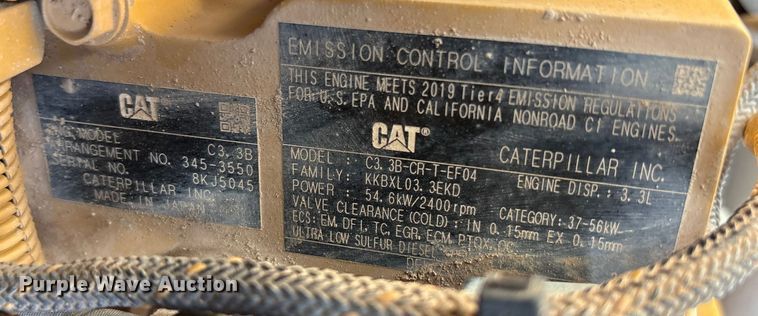 CAT
ENG MODEL C3.3B
ARRANGEMENT NO. 345-3550
SERIAL NO. 8KJ5045
CATERPILLAR INC.
MADE IN JAPAN
EMISSION CONTROL INFORMATION
THIS ENGINE MEETS 2019 Tier4 EMISSION REGULATIONS
FOR U.S. EPA AND CALIFORNIA NONROAD CI ENGINES.
CAT® CATERPILLAR INC.
MODEL : C3.3B-CR-T-EF04
FAMILY: KKBXL03.3EKD ENGINE DISP.: 3.3L
POWER : 54.6kW/2400rpm CATEGORY: 37-56kW
VALVE CLEARANCE (COLD) : IN 0.15mm EX 0.15mm
ECS: EM, DFI, TC, EGR, ECM, PTOX, OC
ULTRA LOW SULFUR DIESEL
Purple Wave Auction